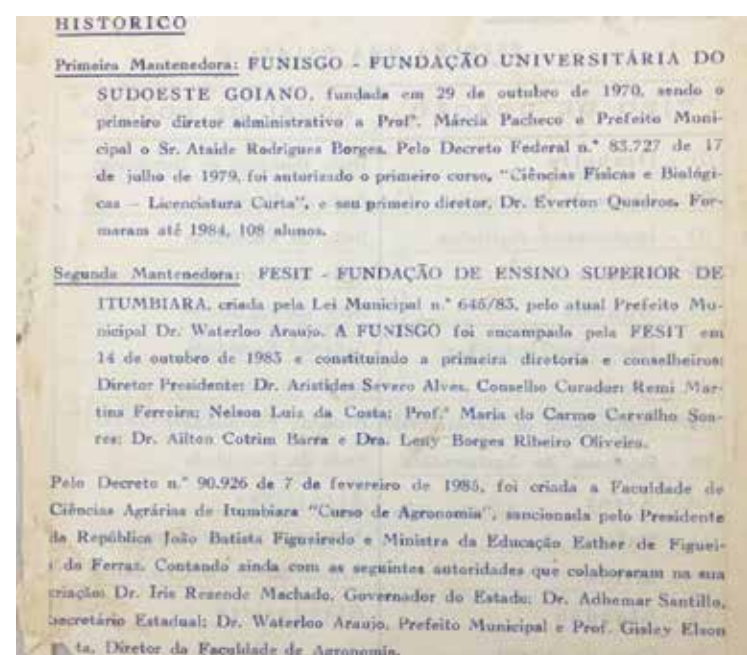 HISTORICO
Primeira Mantenedora: FUNISGO - FUNDAÇÃO UNIVERSITÁRIA DO
SUDOESTE GOIANO, fundada em 29 de outubro de 1970, sendo o
primeiro diretor administrativo a Profª. Márcia Pacheco e Prefeito Muni-
cipal o Sr. Ataide Rodrigues Borges. Pelo Decreto Federal n.° 83.727 de 17
de julho de 1979, foi autorizado o primeiro curso, "Ciências Físicas e Biológi-
cas — Licenciatura Curta", e seu primeiro diretor, Dr. Everton Quadros. For-
maram até 1984, 108 alunos.
Segunda Mantenedora: FESIT - FUNDAÇÃO DE ENSINO SUPERIOR DE
ITUMBIARA, criada pela Lei Municipal n.° 645/83, pelo atual Prefeito Mu-
nicipal Dr. Waterloo Araujo. A FUNISGO foi encampada pela FESIT em
14 de outubro de 1983 e constituindo a primeira diretoria e conselheiros:
Diretor Presidente: Dr. Aristides Severo Alves, Conselho Curador: Remi Mar-
tins Ferreira; Nelson Luiz da Costa; Prof.ª Maria do Carmo Carvalho Soa-
res; Dr. Ailton Cotrim Barra e Dra. Leny Borges Ribeiro Oliveira.
Pelo Decreto n.° 90.926 de 7 de fevereiro de 1985, foi criada a Faculdade de
Ciências Agrárias de Itumbiara "Curso de Agronomia", sancionada pelo Presidente
da República João Batista Figueiredo e Ministra da Educação Esther de Figuei-
do Ferraz. Contando ainda com as seguintes autoridades que colaboraram na sua
criação: Dr. Iris Rezende Machado, Governador do Estado; Dr. Adhemar Santillo,
Secretário Estadual; Dr. Waterloo Araujo, Prefeito Municipal e Prof. Gisley Elson
ta, Diretor da Faculdade de Agronomia.